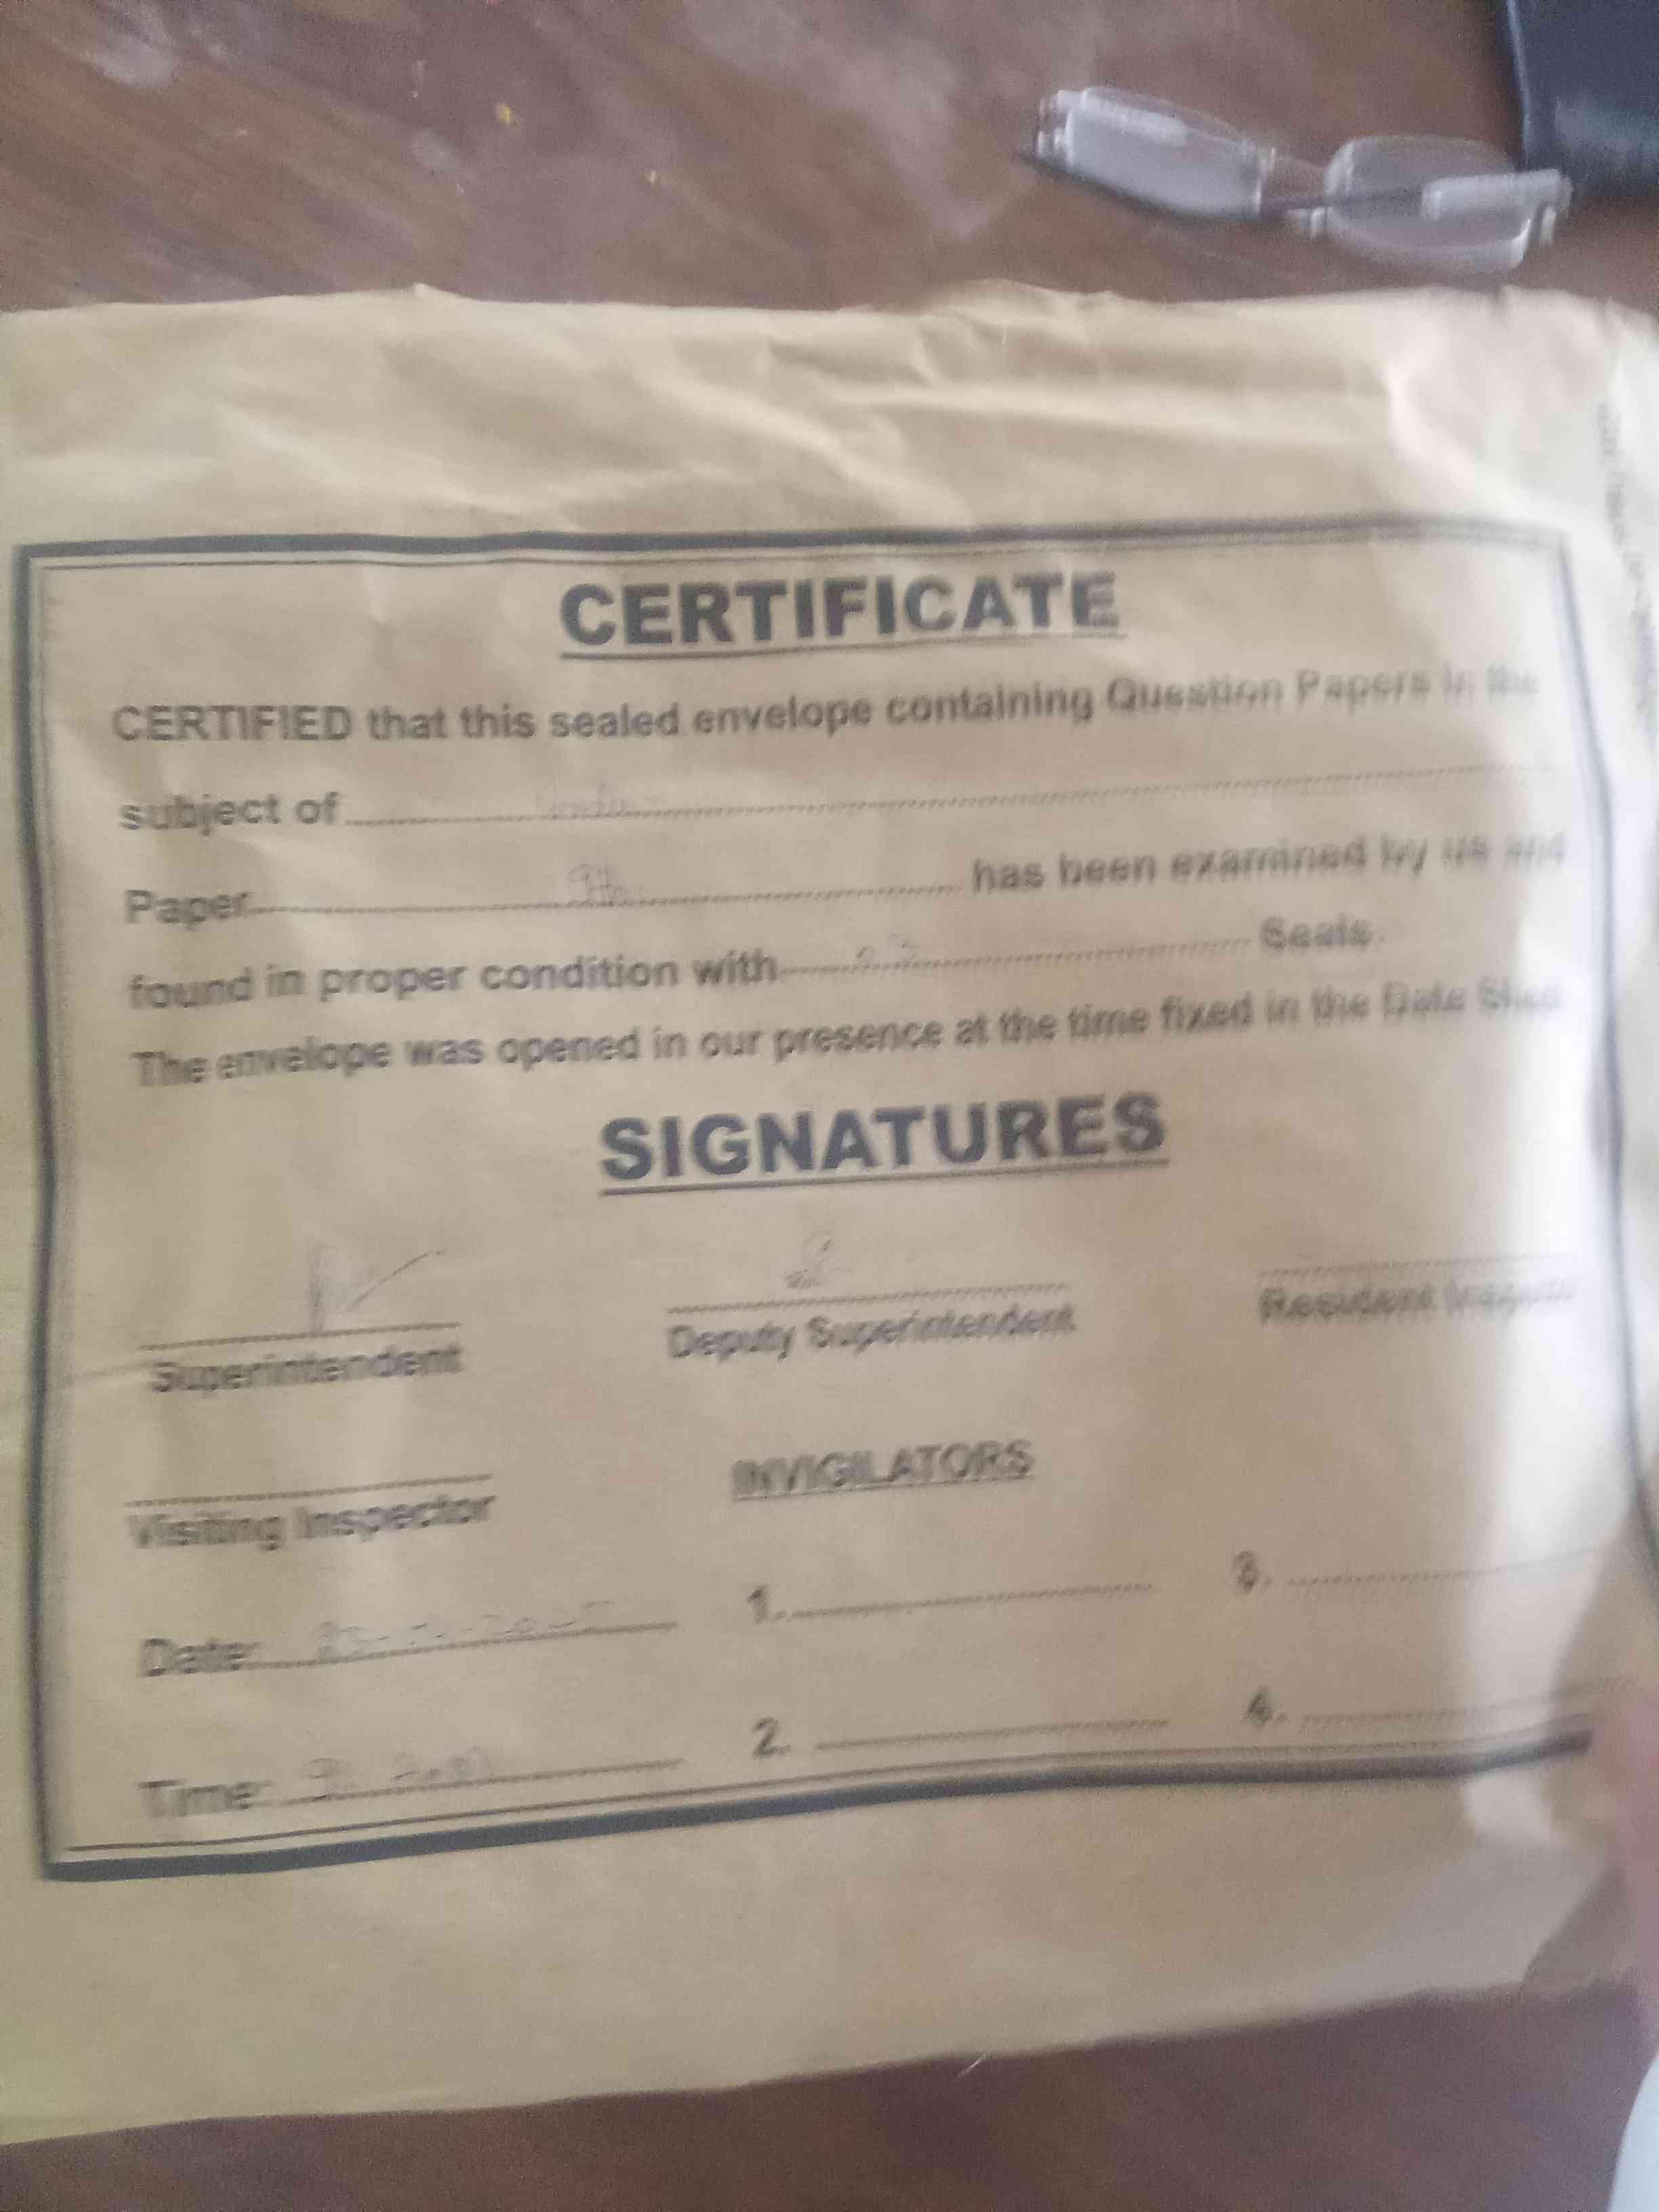 CERTIFICATE
CERTIFIED that this sealed envelope containing Question Papers in the
subject of
Paper 9th has been examined by us and
found in proper condition with Seals.
The envelope was opened in our presence at the time fixed in the Date
SIGNATURES
Superintendent Deputy Superintendent Resident
Visiting Inspector INVIGILATORS
Date: 1. 3.
Time: 2. 4.